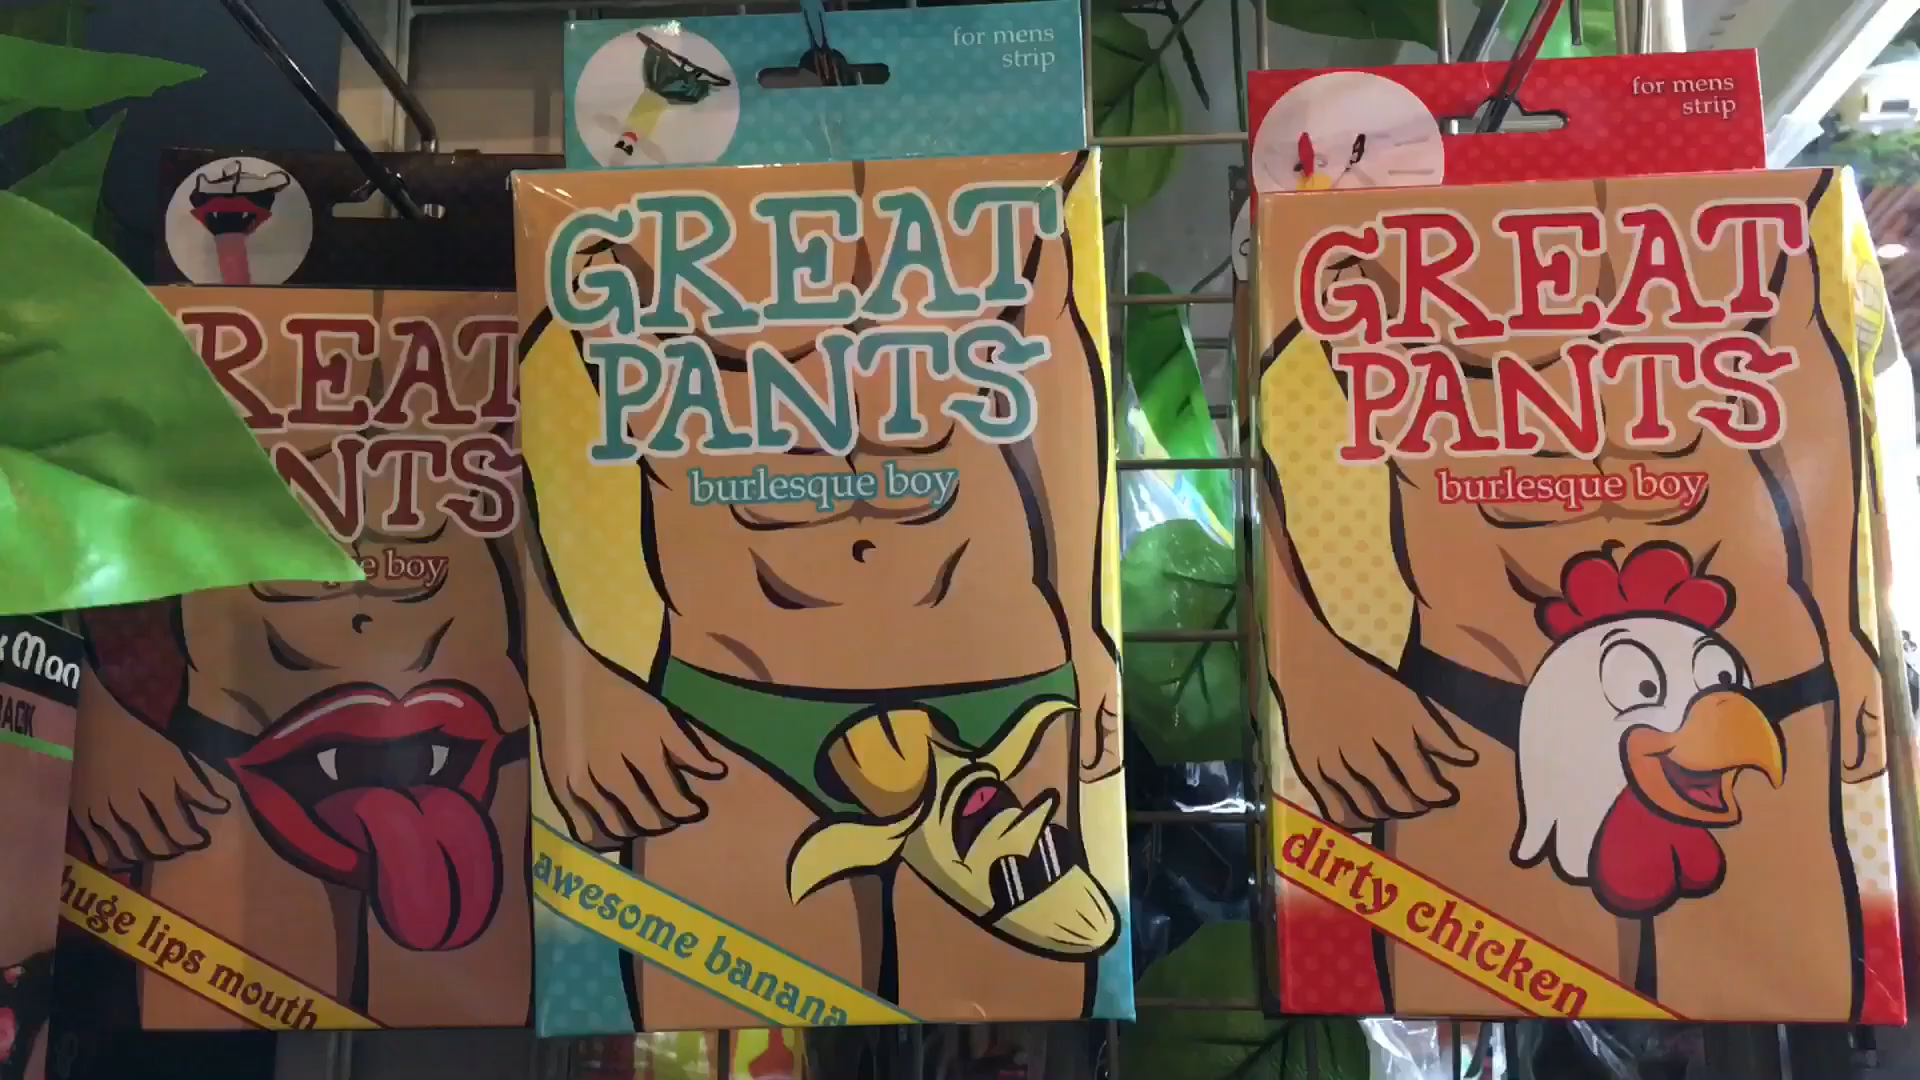 REAT
NTS
e boy
huge lips mouth
for mens
strip
GREAT
PANTS
burlesque boy
awesome banana
for mens
strip
GREAT
PANTS
burlesque boy
dirty chicken
Man